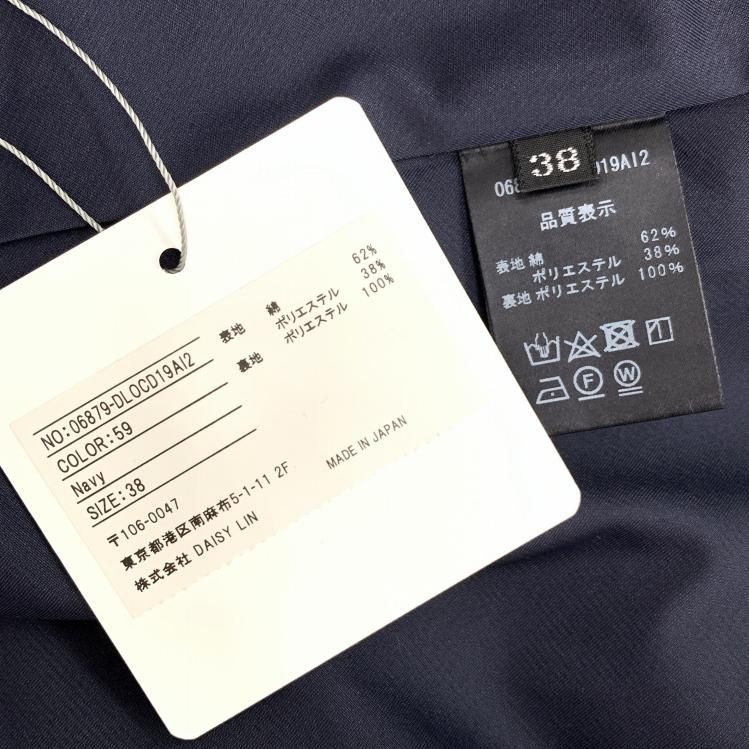 NO:06879-DLOCD19AI2
COLOR:59
Navy
SIZE:38
表地 綿 62%
ポリエステル 38%
裏地 ポリエステル 100%
〒106-0047
東京都港区南麻布5-1-11 2F
株式会社 DAISY LIN
MADE IN JAPAN
38
品質表示
表地 綿 62%
ポリエステル 38%
裏地 ポリエステル 100%
F
W